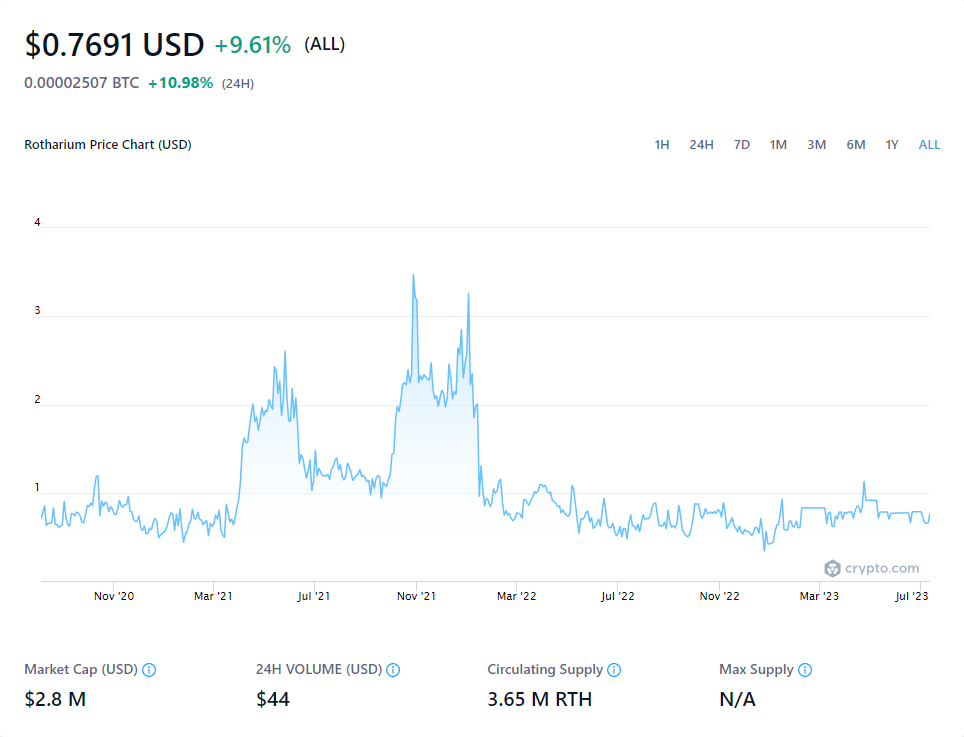 $0.7691 USD +9.61% (ALL)
0.00002507 BTC +10.98% (24H)
Rotharium Price Chart (USD) 1H 24H 7D 1M 3M 6M 1Y ALL
4
3
2
1
crypto.com
Nov '20 Mar '21 Jul '21 Nov '21 Mar '22 Jul '22 Nov '22 Mar '23 Jul '23
Market Cap (USD) 24H VOLUME (USD) Circulating Supply Max Supply
$2.8 M $44 3.65 M RTH N/A